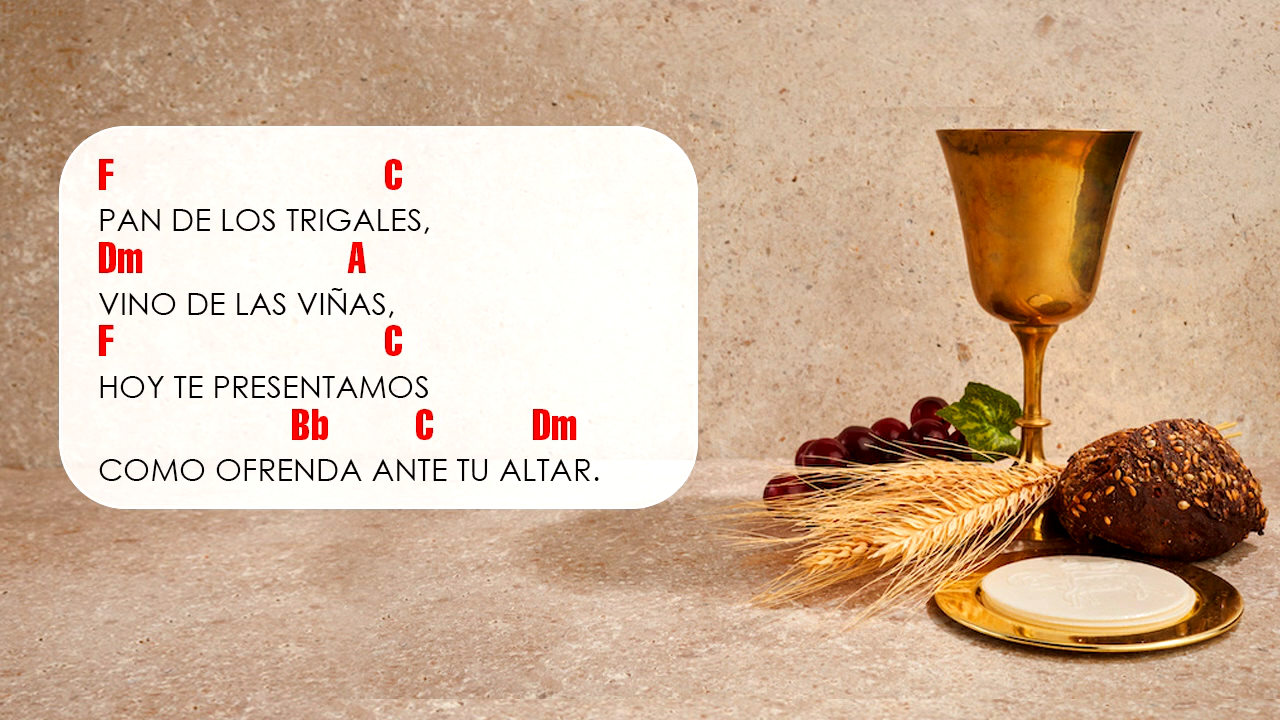 F C
PAN DE LOS TRIGALES,
Dm A
VINO DE LAS VIÑAS,
F C
HOY TE PRESENTAMOS
Bb C Dm
COMO OFRENDA ANTE TU ALTAR.